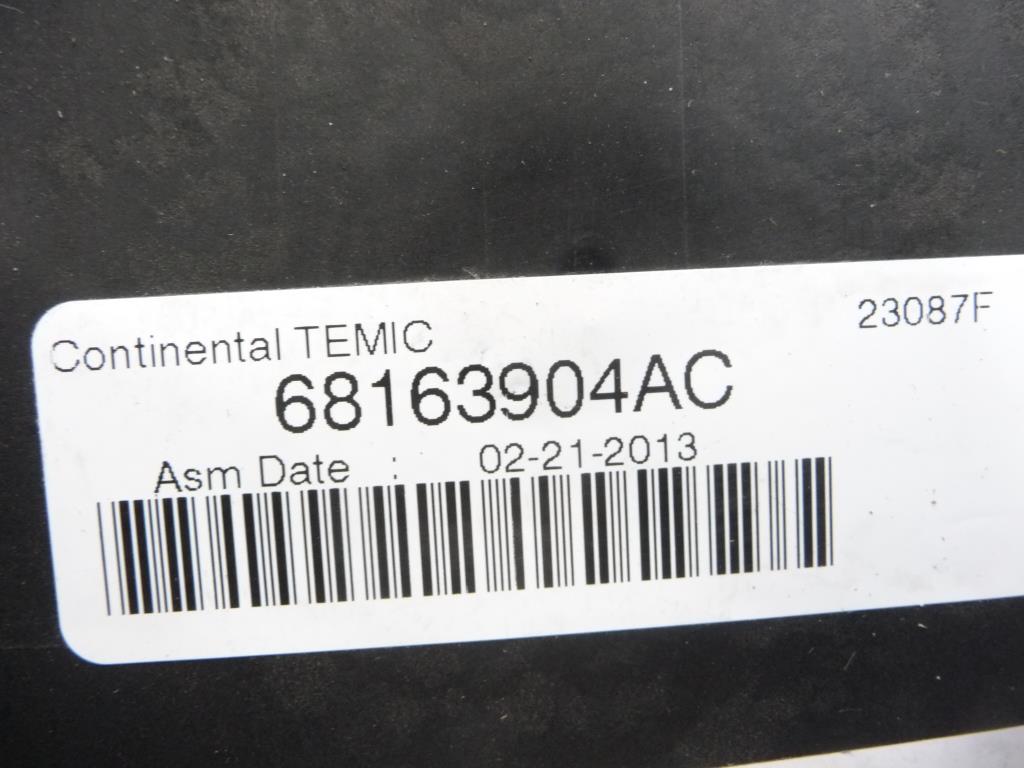 Continental TEMIC 23087F
68163904AC
Asm Date : 02-21-2013